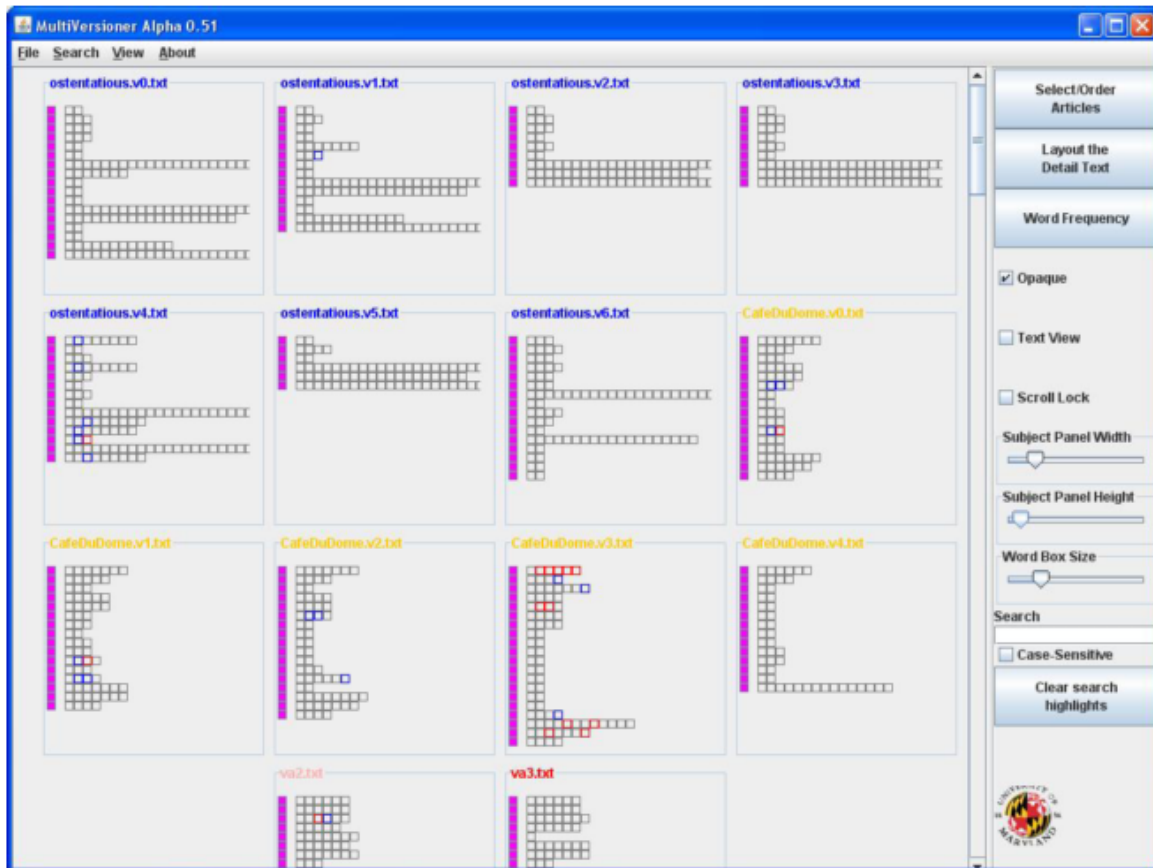 MultiVersioner Alpha 0.51
File Search View About
ostentatious.v0.txt
ostentatious.v1.txt
ostentatious.v2.txt
ostentatious.v3.txt
ostentatious.v4.txt
ostentatious.v5.txt
ostentatious.v6.txt
CafeDuDome.v0.txt
CafeDuDome.v1.txt
CafeDuDome.v2.txt
CafeDuDome.v3.txt
CafeDuDome.v4.txt
va2.txt
va3.txt
Select/Order
Articles
Layout the
Detail Text
Word Frequency
Opaque
Text View
Scroll Lock
Subject Panel Width
Subject Panel Height
Word Box Size
Search
Case-Sensitive
Clear search
highlights
UNIVERSITY OF
MARYLAND